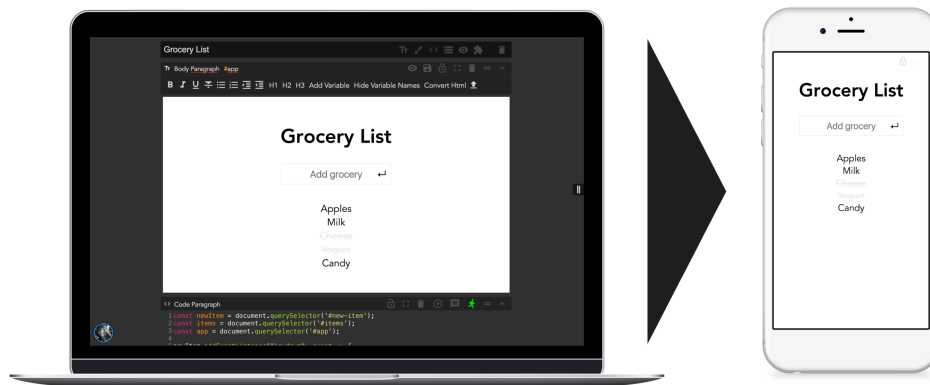 Grocery List
Tт Body Paragraph #app
B I U T H1 H2 H3 Add Variable Hide Variable Names Convert Html
Grocery List
Add grocery
Apples
Milk
Cheese
Yogurt
Candy
<> Code Paragraph
1 const newItem = document.querySelector('#new-item');
2 const items = document.querySelector('#items');
3 const app = document.querySelector('#app');
4
Grocery List
Add grocery
Apples
Milk
Cheese
Yogurt
Candy